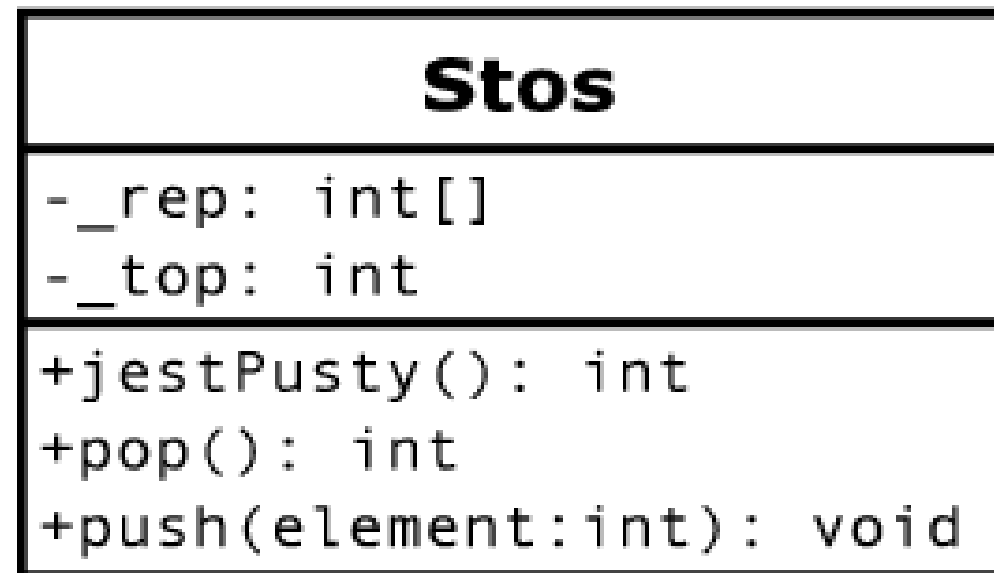 Stos
-_rep: int[]
-_top: int
+jestPusty(): int
+pop(): int
+push(element:int): void